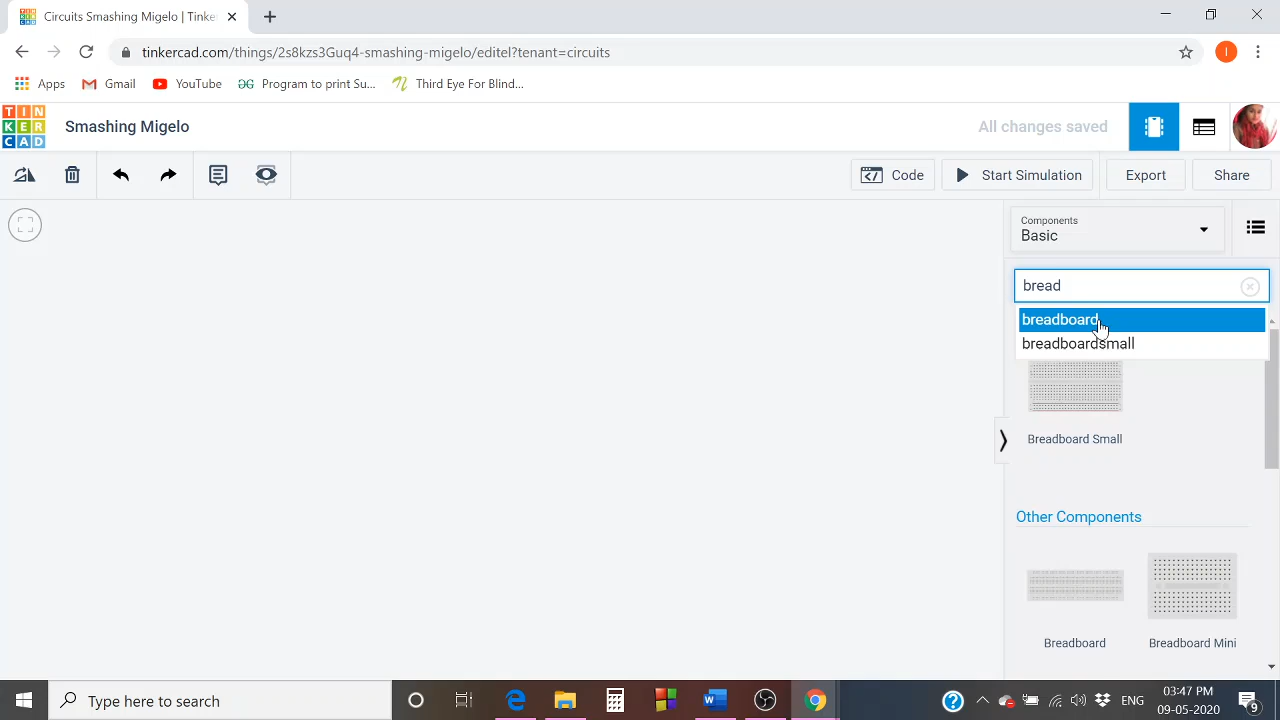 Circuits Smashing Migelo | Tinker
tinkercad.com/things/2s8kzs3Guq4-smashing-migelo/editel?tenant=circuits
I
Apps
Gmail
YouTube
Program to print Su...
Third Eye For Blind...
TIN
KER
CAD
Smashing Migelo
All changes saved
Code
Start Simulation
Export
Share
Components
Basic
bread
breadboard
breadboardsmall
Breadboard Small
Other Components
Breadboard
Breadboard Mini
Type here to search
ENG
03:47 PM
09-05-2020
9